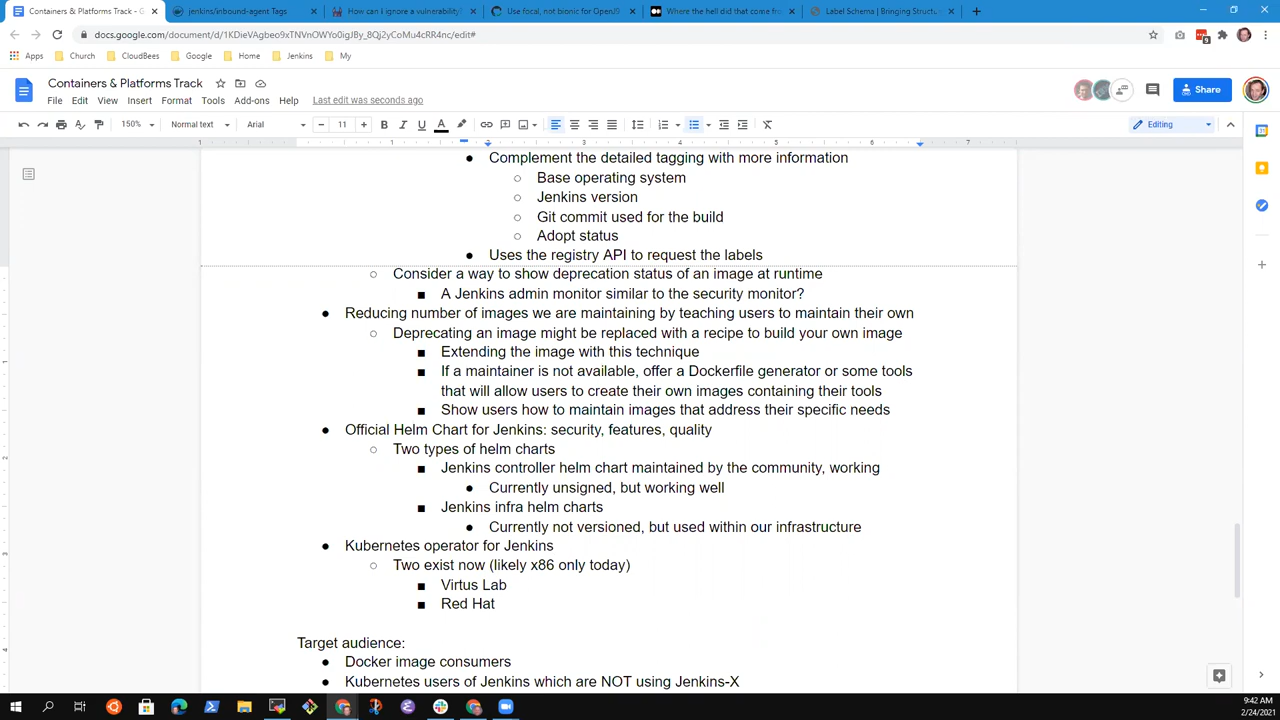 Containers & Platforms Track - G
jenkins/inbound-agent Tags
How can i ignore a vulnerability?
Use focal, not bionic for OpenJ
Where the hell did that come fro
Label Schema | Bringing Struct
docs.google.com/document/d/
Apps
Church
CloudBees
Google
Home
Jenkins
My
Containers & Platforms Track
File
Edit
View
Insert
Format
Tools
Add-ons
Help
Last edit was seconds ago
Share
150%
Normal text
Arial
11
Editing
Complement the detailed tagging with more information
Base operating system
Jenkins version
Git commit used for the build
Adopt status
Uses the registry API to request the labels
Consider a way to show deprecation status of an image at runtime
A Jenkins admin monitor similar to the security monitor?
Reducing number of images we are maintaining by teaching users to maintain their own
Deprecating an image might be replaced with a recipe to build your own image
Extending the image with this technique
If a maintainer is not available, offer a Dockerfile generator or some tools
that will allow users to create their own images containing their tools
Show users how to maintain images that address their specific needs
Official Helm Chart for Jenkins: security, features, quality
Two types of helm charts
Jenkins controller helm chart maintained by the community, working
Currently unsigned, but working well
Jenkins infra helm charts
Currently not versioned, but used within our infrastructure
Kubernetes operator for Jenkins
Two exist now (likely x86 only today)
Virtus Lab
Red Hat
Target audience:
Docker image consumers
Kubernetes users of Jenkins which are NOT using Jenkins-X
9:42 AM
2/24/2021